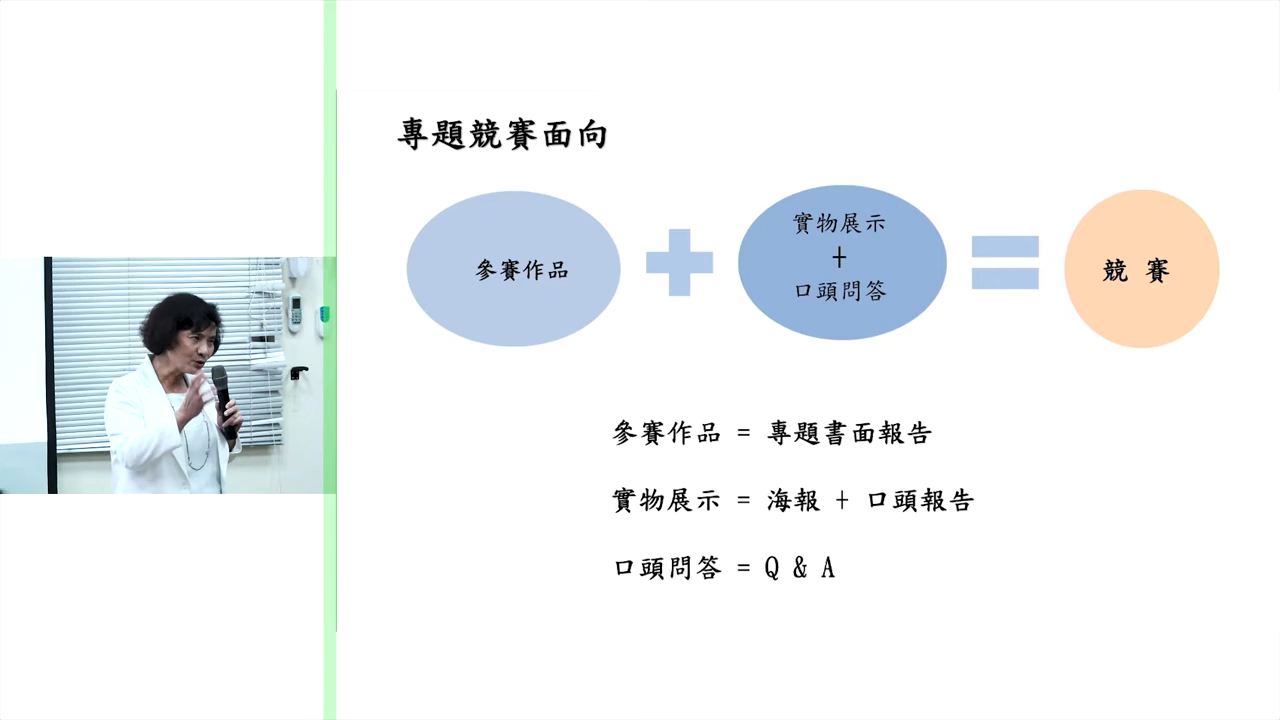 專題競賽面向
參賽作品
實物展示
+
口頭問答
競 賽
參賽作品 = 專題書面報告
實物展示 = 海報 + 口頭報告
口頭問答 = Q & A